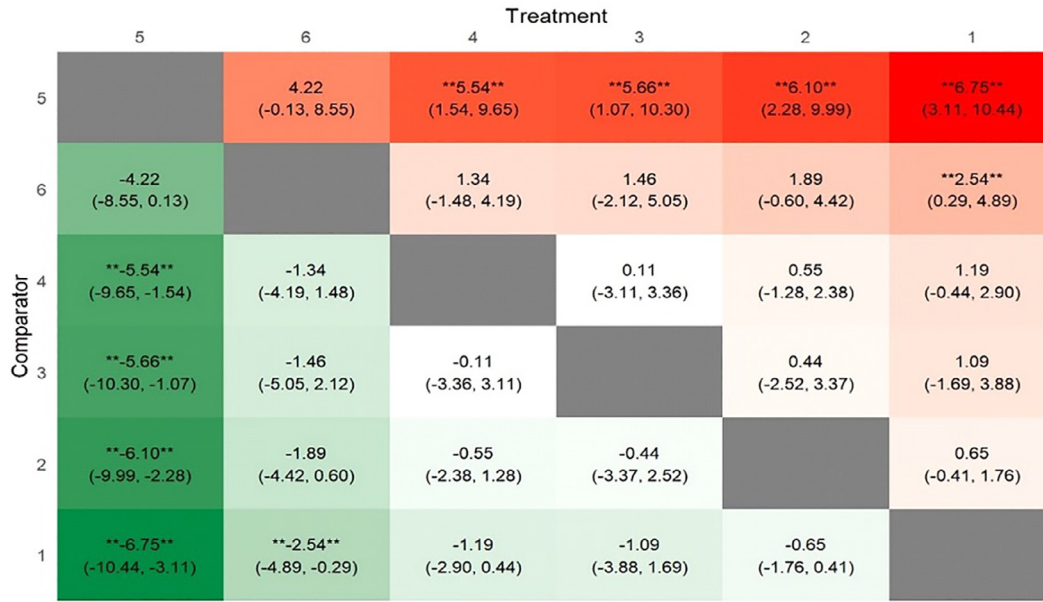 Treatment
5 6 4 3 2 1
Comparator
5
4.22 **5.54** **5.66** **6.10** **6.75**
(-0.13, 8.55) (1.54, 9.65) (1.07, 10.30) (2.28, 9.99) (3.11, 10.44)
6
-4.22 1.34 1.46 1.89 **2.54**
(-8.55, 0.13) (-1.48, 4.19) (-2.12, 5.05) (-0.60, 4.42) (0.29, 4.89)
4
**-5.54** -1.34 0.11 0.55 1.19
(-9.65, -1.54) (-4.19, 1.48) (-3.11, 3.36) (-1.28, 2.38) (-0.44, 2.90)
3
**-5.66** -1.46 -0.11 0.44 1.09
(-10.30, -1.07) (-5.05, 2.12) (-3.36, 3.11) (-2.52, 3.37) (-1.69, 3.88)
2
**-6.10** -1.89 -0.55 -0.44 0.65
(-9.99, -2.28) (-4.42, 0.60) (-2.38, 1.28) (-3.37, 2.52) (-0.41, 1.76)
1
**-6.75** **-2.54** -1.19 -1.09 -0.65
(-10.44, -3.11) (-4.89, -0.29) (-2.90, 0.44) (-3.88, 1.69) (-1.76, 0.41)